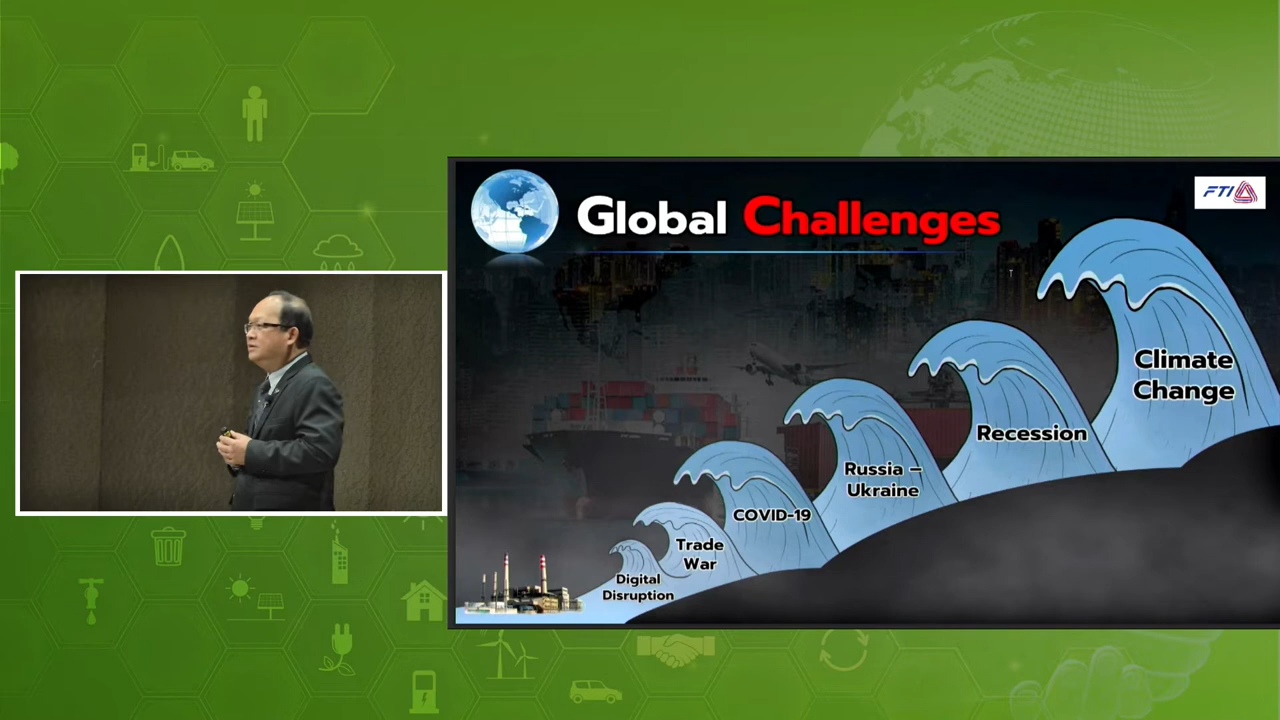 Global Challenges
FTI
Climate
Change
Recession
Russia –
Ukraine
COVID-19
Trade
War
Digital
Disruption